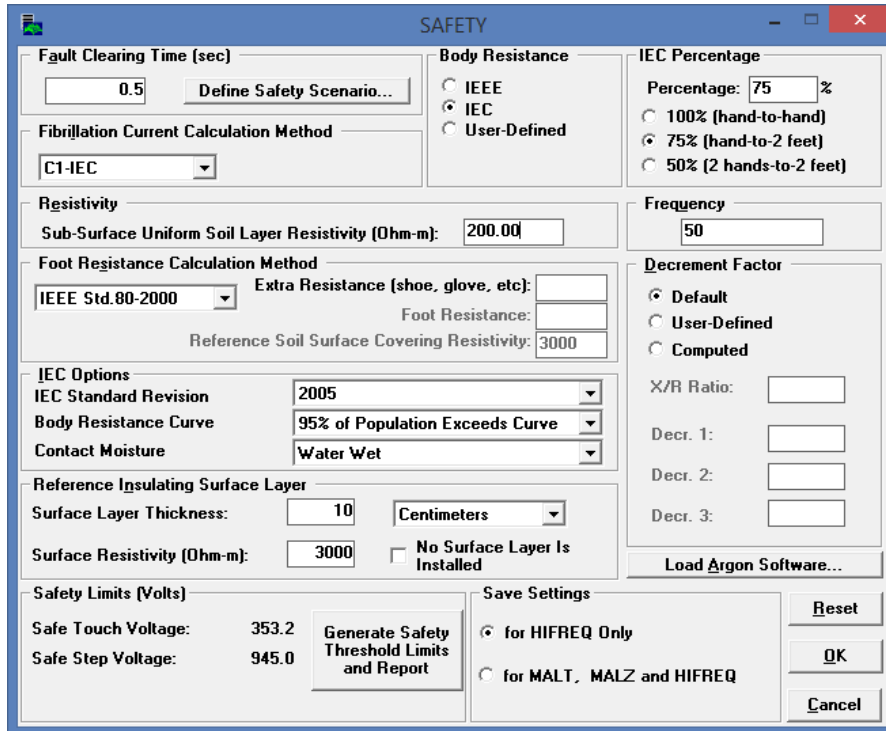 SAFETY
Fault Clearing Time (sec)
0.5
Define Safety Scenario...
Body Resistance
IEEE
IEC
User-Defined
IEC Percentage
Percentage: 75 %
100% (hand-to-hand)
75% (hand-to-2 feet)
50% (2 hands-to-2 feet)
Fibrillation Current Calculation Method
C1-IEC
Resistivity
Sub-Surface Uniform Soil Layer Resistivity (Ohm-m): 200.00
Frequency
50
Foot Resistance Calculation Method
IEEE Std.80-2000
Extra Resistance (shoe, glove, etc):
Foot Resistance:
Reference Soil Surface Covering Resistivity: 3000
Decrement Factor
Default
User-Defined
Computed
X/R Ratio:
Decr. 1:
Decr. 2:
Decr. 3:
IEC Options
IEC Standard Revision 2005
Body Resistance Curve 95% of Population Exceeds Curve
Contact Moisture Water Wet
Reference Insulating Surface Layer
Surface Layer Thickness: 10 Centimeters
Surface Resistivity (Ohm-m): 3000
No Surface Layer Is
Installed
Load Argon Software...
Safety Limits (Volts)
Safe Touch Voltage: 353.2
Safe Step Voltage: 945.0
Generate Safety
Threshold Limits
and Report
Save Settings
for HIFREQ Only
for MALT, MALZ and HIFREQ
Reset
OK
Cancel